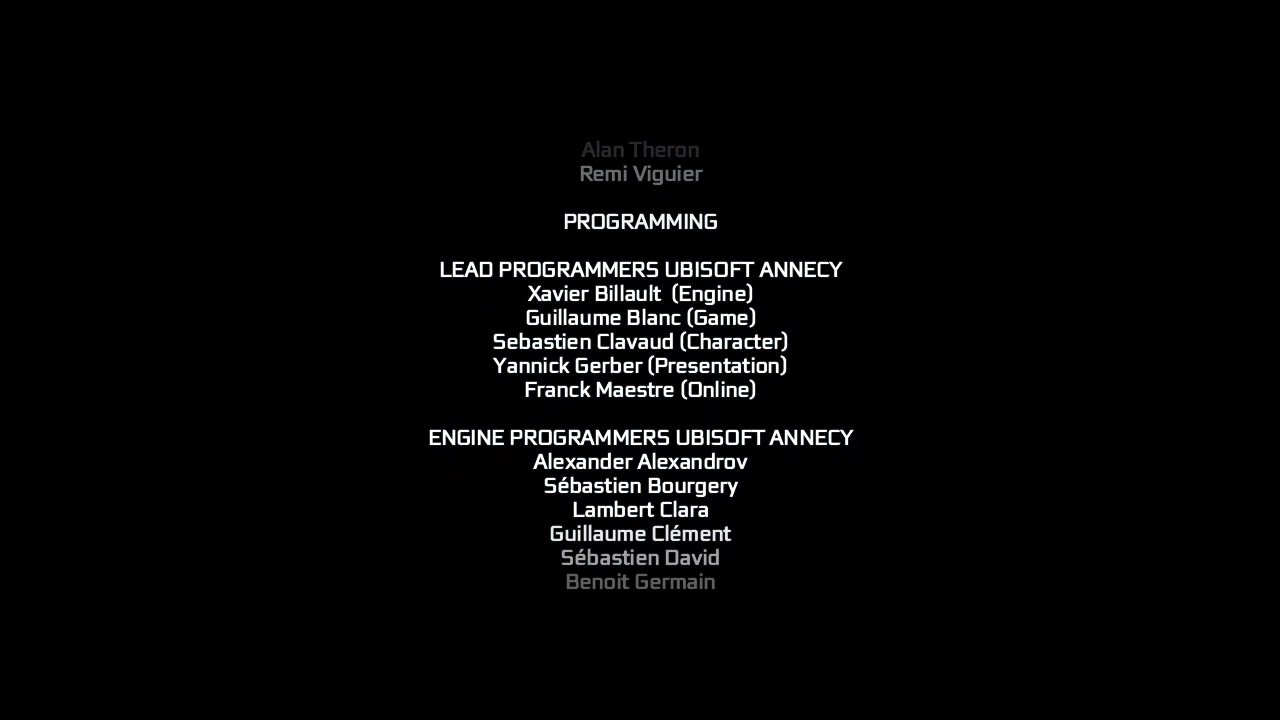 Alan Theron
Remi Viguier
PROGRAMMING
LEAD PROGRAMMERS UBISOFT ANNECY
Xavier Billault  (Engine)
Guillaume Blanc (Game)
Sebastien Clavaud (Character)
Yannick Gerber (Presentation)
Franck Maestre (Online)
ENGINE PROGRAMMERS UBISOFT ANNECY
Alexander Alexandrov
Sébastien Bourgery
Lambert Clara
Guillaume Clément
Sébastien David
Benoit Germain